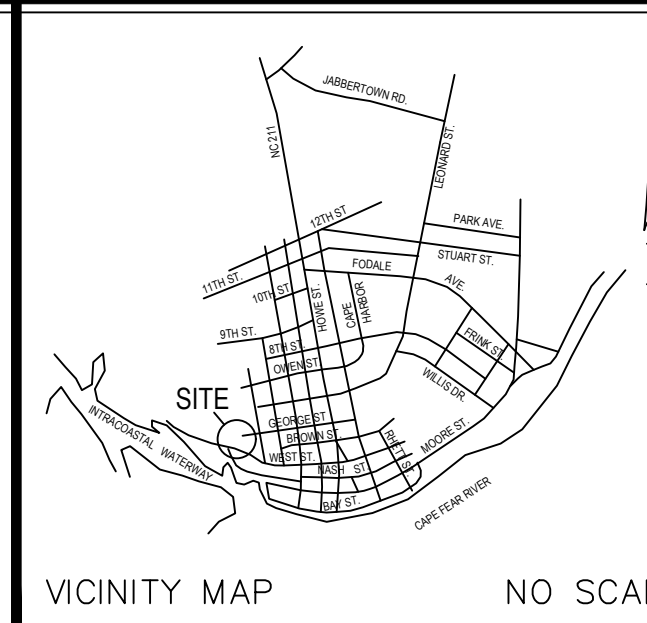 JABBERTOWN RD.
NC 211
LEONARD ST.
12TH ST
PARK AVE.
STUART ST.
11TH ST.
FODALE AVE.
10TH ST.
HOWE ST.
CAPE HARBOR
9TH ST.
8TH ST.
FRINK ST.
OWEN ST.
WILLIS DR.
SITE
GEORGE ST
BROWN ST.
INTRACOASTAL WATERWAY
WEST ST.
NASH ST.
RHETT ST.
MOORE ST.
BAY ST.
CAPE FEAR RIVER
VICINITY MAP
NO